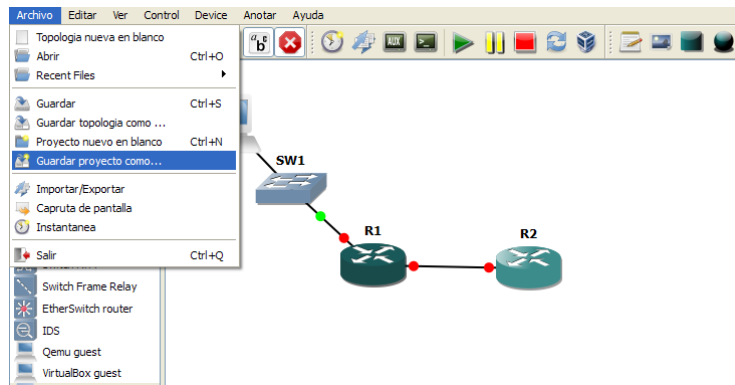 Archivo Editar Ver Control Device Anotar Ayuda
Topologia nueva en blanco
Abrir Ctrl+O
Recent Files
Guardar Ctrl+S
Guardar topologia como ...
Proyecto nuevo en blanco Ctrl+N
Guardar proyecto como...
Importar/Exportar
Capruta de pantalla
Instantanea
Salir Ctrl+Q
Switch Frame Relay
EtherSwitch router
IDS
Qemu guest
VirtualBox guest
a b c
AUX
SW1
R1
R2